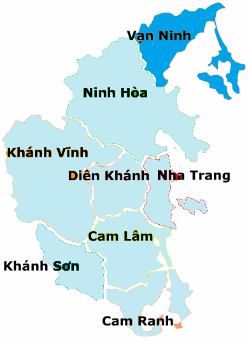 Vạn Ninh
Ninh Hòa
Khánh Vĩnh
Diên Khánh
Nha Trang
Cam Lâm
Khánh Sơn
Cam Ranh